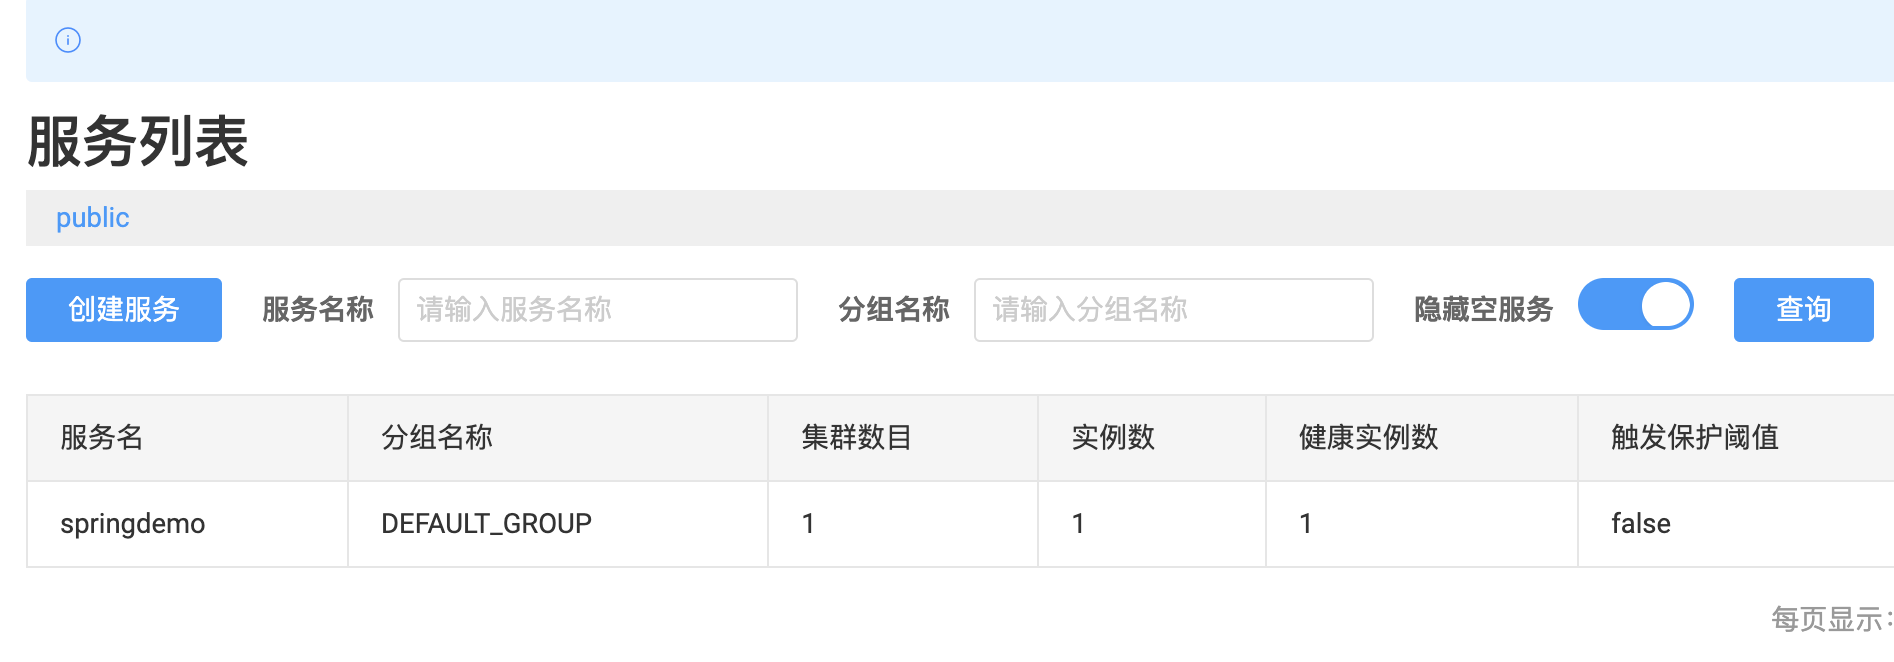 服务列表
public
创建服务 服务名称 请输入服务名称 分组名称 请输入分组名称 隐藏空服务 查询
服务名 分组名称 集群数目 实例数 健康实例数 触发保护阈值
springdemo DEFAULT_GROUP 1 1 1 false
每页显示: